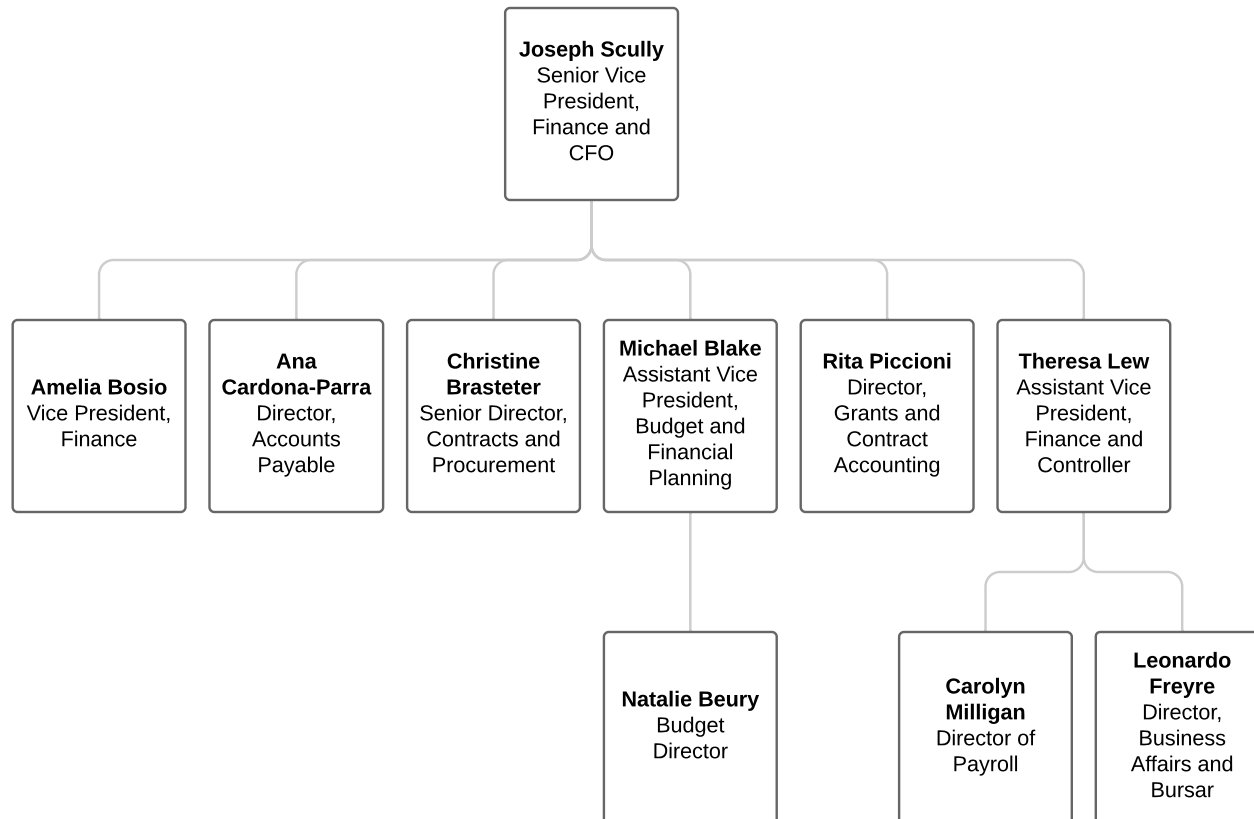 Joseph Scully
Senior Vice
President,
Finance and
CFO
Amelia Bosio
Vice President,
Finance
Ana
Cardona-Parra
Director,
Accounts
Payable
Christine
Brasteter
Senior Director,
Contracts and
Procurement
Michael Blake
Assistant Vice
President,
Budget and
Financial
Planning
Rita Piccioni
Director,
Grants and
Contract
Accounting
Theresa Lew
Assistant Vice
President,
Finance and
Controller
Natalie Beury
Budget
Director
Carolyn
Milligan
Director of
Payroll
Leonardo
Freyre
Director,
Business
Affairs and
Bursar